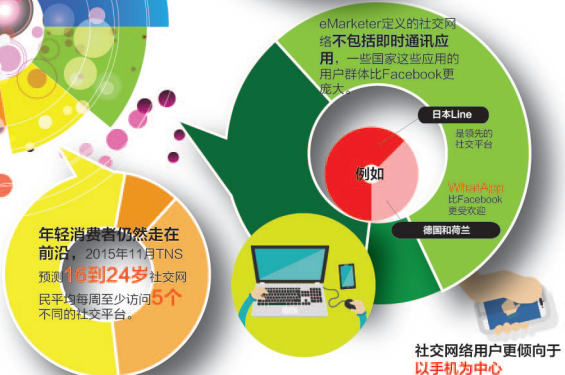 eMarketer定义的社交网
络不包括即时通讯应
用，一些国家这些应用的
用户群体比Facebook更
庞大。
日本Line
是领先的
社交平台
例如
WhatApp
比Facebook
更受欢迎
德国和荷兰
年轻消费者仍然走在
前沿，2015年11月TNS
预测16到24岁社交网
民平均每周至少访问5个
不同的社交平台。
社交网络用户更倾向于
以手机为中心